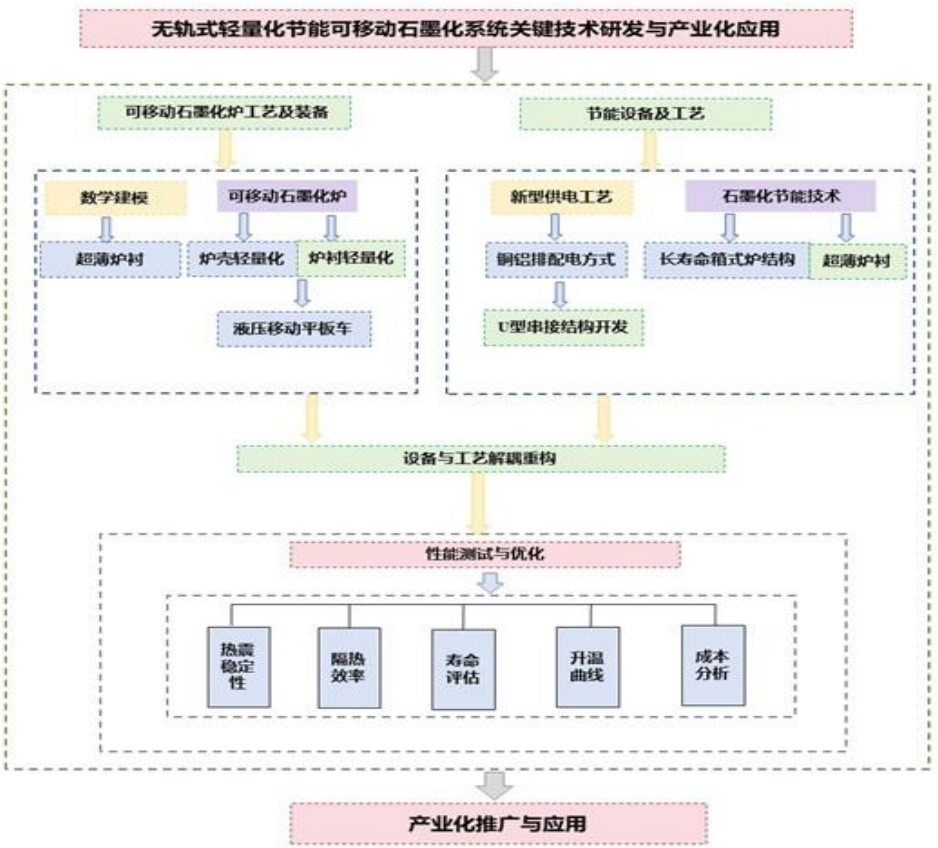 无轨式轻量化节能可移动石墨化系统关键技术研发与产业化应用
可移动石墨化炉工艺及装备
节能设备及工艺
数学建模
可移动石墨化炉
新型供电工艺
石墨化节能技术
超薄炉衬
炉壳轻量化
炉衬轻量化
铜铝排配电方式
长寿命箱式炉结构
超薄炉衬
液压移动平板车
U型串接结构开发
设备与工艺解耦重构
性能测试与优化
热震
稳定
性
隔热
效率
寿命
评估
升温
曲线
成本
分析
产业化推广与应用